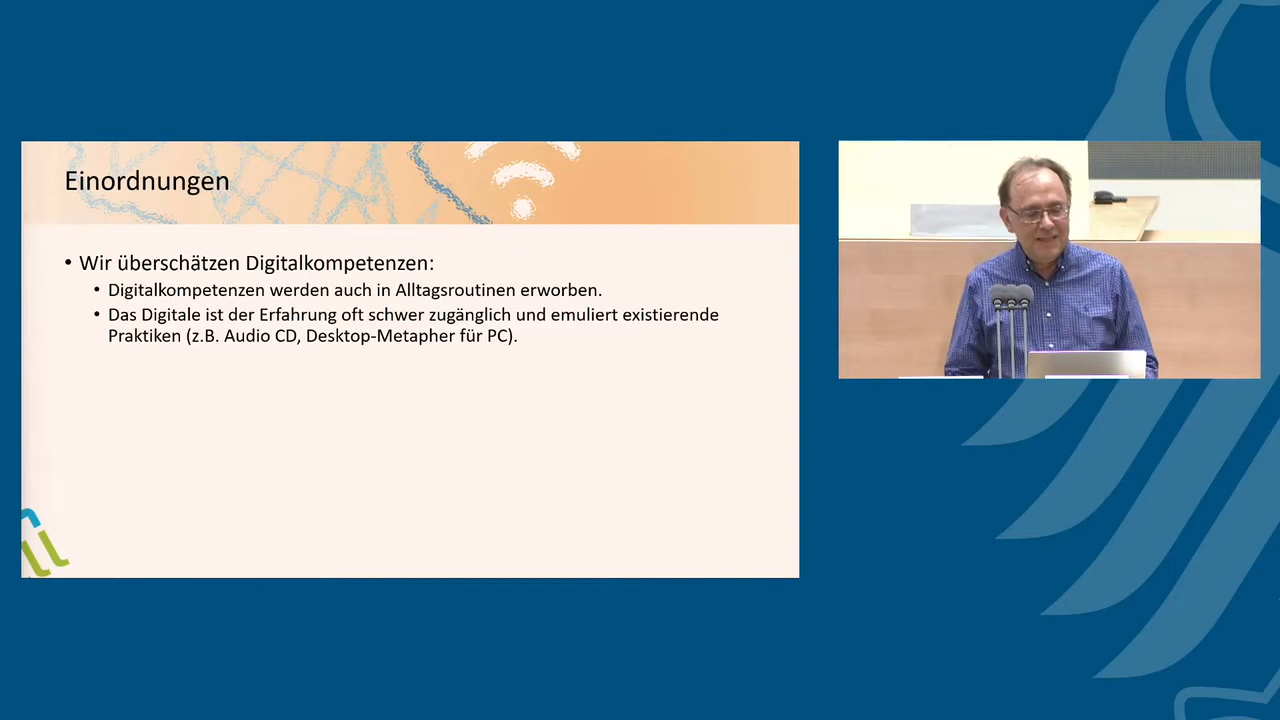 Einordnungen
• Wir überschätzen Digitalkompetenzen:
• Digitalkompetenzen werden auch in Alltagsroutinen erworben.
• Das Digitale ist der Erfahrung oft schwer zugänglich und emuliert existierende
Praktiken (z.B. Audio CD, Desktop-Metapher für PC).